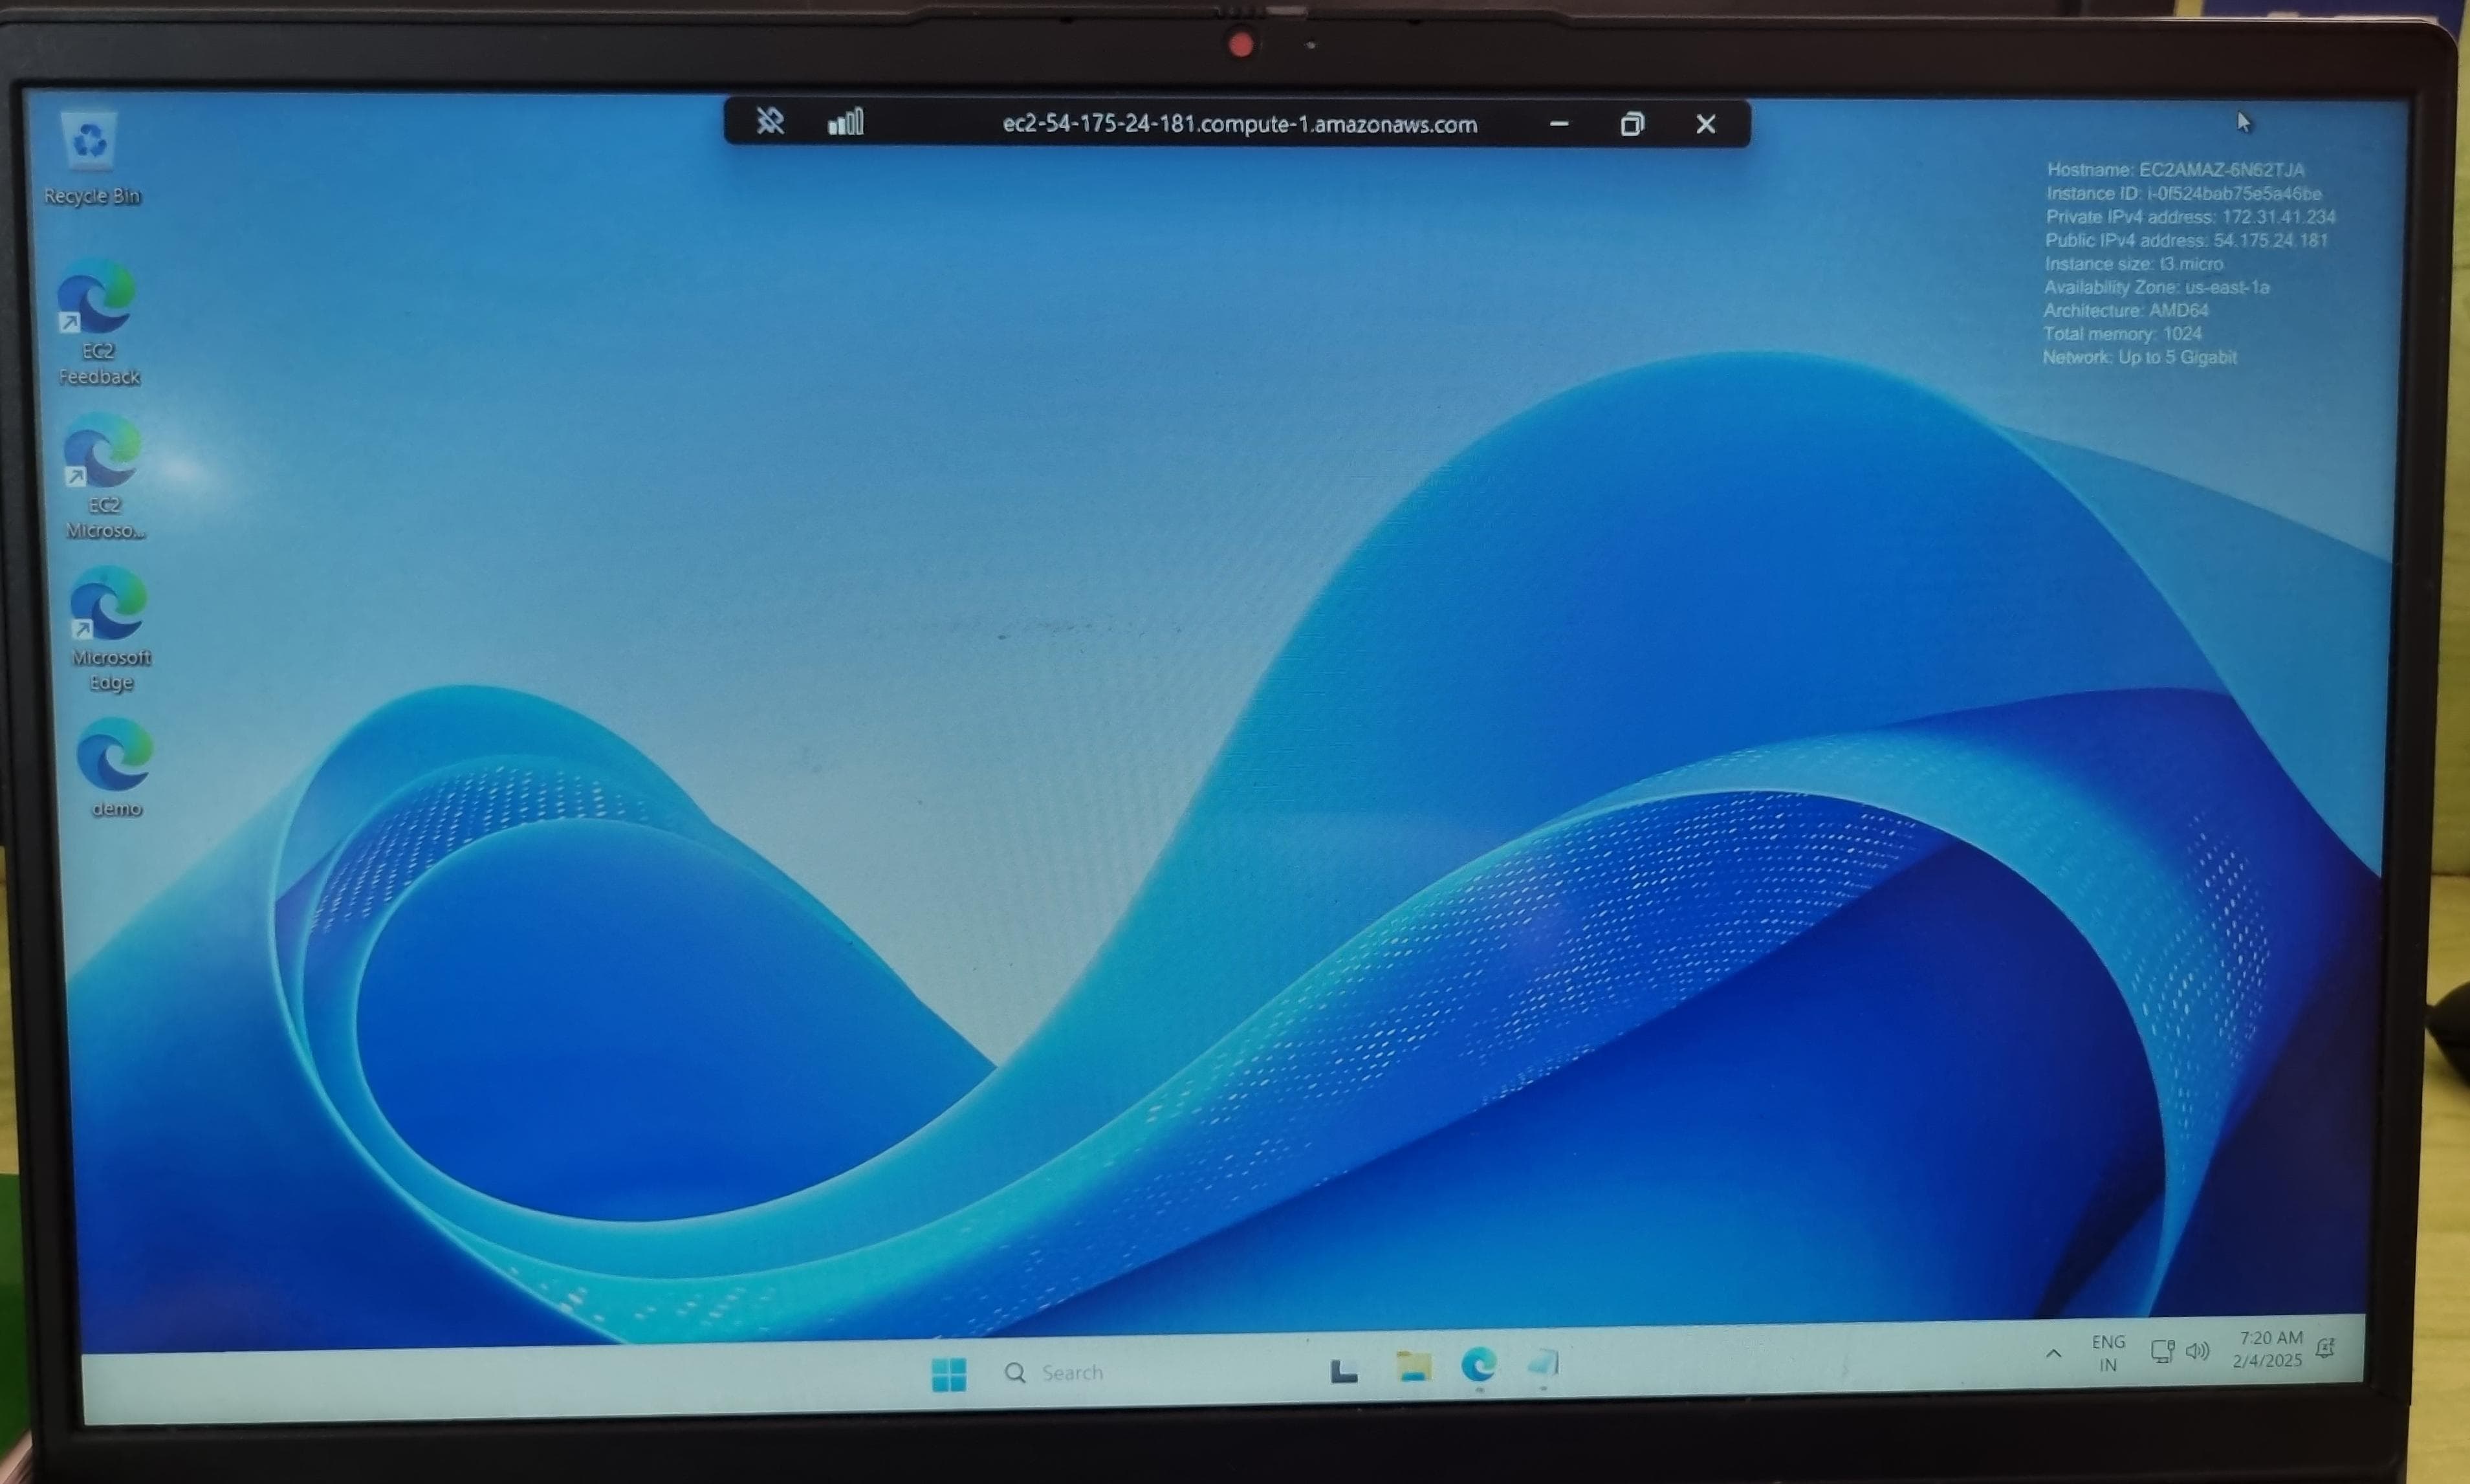 ec2-54-175-24-181.compute-1.amazonaws.com
Recycle Bin
EC2
Feedback
EC2
Microso...
Microsoft
Edge
demo
Hostname: EC2AMAZ-6N62TJA
Instance ID: i-0f524bab75e5a46be
Private IPv4 address: 172.31.41.234
Public IPv4 address: 54.175.24.181
Instance size: t3.micro
Availability Zone: us-east-1a
Architecture: AMD64
Total memory: 1024
Network: Up to 5 Gigabit
Search
ENG
IN
7:20 AM
2/4/2025